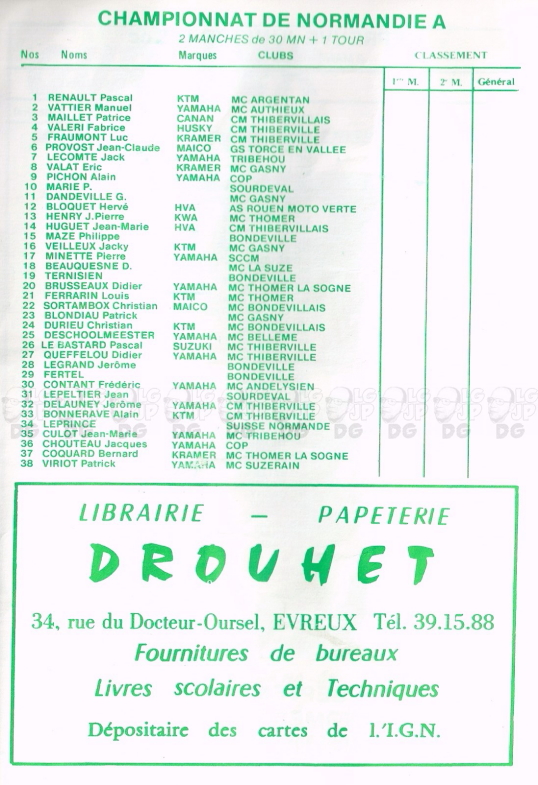 CHAMPIONNAT DE NORMANDIE A
2 MANCHES de 30 MN + 1 TOUR
Nos Noms Marques CLUBS CLASSEMENT
1re M. 2e M. Général
1 RENAULT Pascal KTM MC ARGENTAN
2 VATTIER Manuel YAMAHA MC AUTHIEUX
3 MAILLET Patrice CANAN CM THIBERVILLAIS
4 VALERI Fabrice HUSKY CM THIBERVILLE
5 FRAUMONT Luc KRAMER CM THIBERVILLE
6 PROVOST Jean-Claude MAICO GS TORCE EN VALLEE
7 LECOMTE Jack YAMAHA TRIBEHOU
8 VALAT Eric KRAMER MC GASNY
9 PICHON Alain YAMAHA COP
10 MARIE P. SOURDEVAL
11 DANDEVILLE G. MC GASNY
12 BLOQUET Hervé HVA AS ROUEN MOTO VERTE
13 HENRY J.Pierre KWA MC THOMER
14 HUGUET Jean-Marie HVA CM THIBERVILLAIS
15 MAZE Philippe BONDEVILLE
16 VEILLEUX Jacky KTM MC GASNY
17 MINETTE Pierre YAMAHA SCCM
18 BEAUQUESNE D. MC LA SUZE
19 TERNISIEN BONDEVILLE
20 BRUSSEAUX Didier YAMAHA MC THOMER LA SOGNE
21 FERRARIN Louis KTM MC THOMER
22 SORTAMBOX Christian MAICO MC BONDEVILLAIS
23 BLONDIAU Patrick MC GASNY
24 DURIEU Christian KTM MC BONDEVILLAIS
25 DESCHOOLMEESTER YAMAHA MC BELLEME
26 LE BASTARD Pascal SUZUKI MC THIBERVILLE
27 QUEFFELOU Didier YAMAHA MC THIBERVILLE
28 LEGRAND Jerôme BONDEVILLE
29 FERTEL BONDEVILLE
30 CONTANT Frédéric YAMAHA MC ANDELYSIEN
31 LEPELTIER Jean SOURDEVAL
32 DELAUNEY Jérôme YAMAHA CM THIBERVILLE
33 BONNERAVE Alain KTM CM THIBERVILLE
34 LEPRINCE SUISSE NORMANDE
35 CULOT Jean-Marie YAMAHA MC TRIBEHOU
36 CHOUTEAU Jacques YAMAHA COP
37 COQUARD Bernard KRAMER MC THOMER LA SOGNE
38 VIRIOT Patrick YAMAHA MC SUZERAIN
LIBRAIRIE — PAPETERIE
DROUHET
34, rue du Docteur-Oursel, EVREUX Tél. 39.15.88
Fournitures de bureaux
Livres scolaires et Techniques
Dépositaire des cartes de l.'I.G.N.